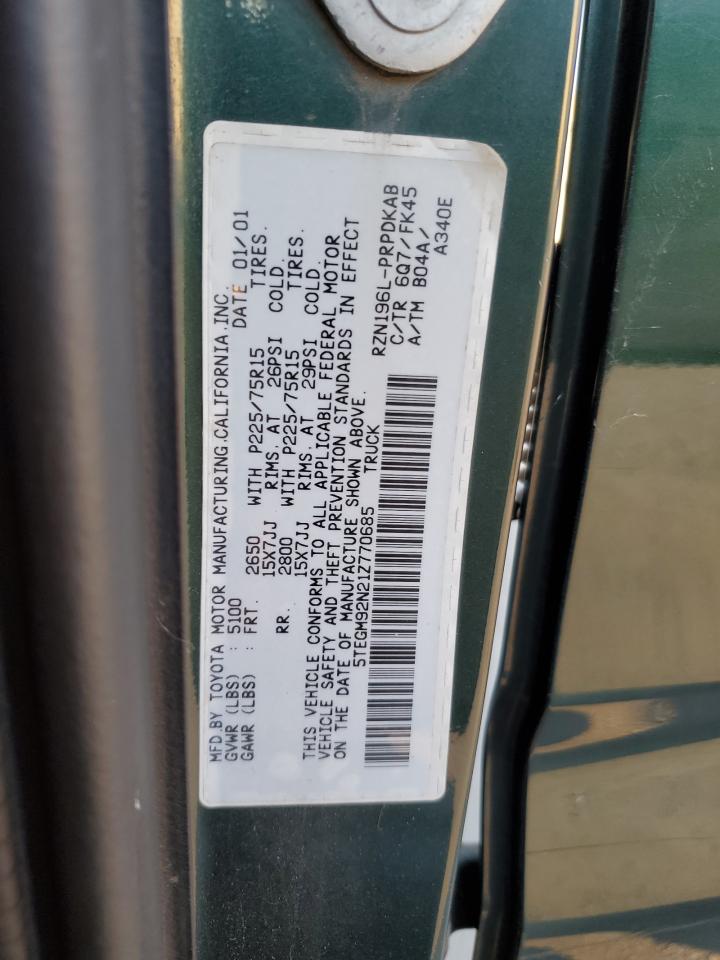 MFD.BY TOYOTA MOTOR MANUFACTURING.CALIFORNIA.INC.
GVWR (LBS) : 5100 DATE 01/01
GAWR (LBS) : FRT. 2650 WITH P225/75R15 TIRES.
15X7JJ RIMS. AT 26PSI COLD.
RR. 2800 WITH P225/75R15 TIRES.
15X7JJ RIMS. AT 29PSI COLD.
THIS VEHICLE CONFORMS TO ALL APPLICABLE FEDERAL MOTOR
VEHICLE SAFETY AND THEFT PREVENTION STANDARDS IN EFFECT
ON THE DATE OF MANUFACTURE SHOWN ABOVE.
5TEGM92N21Z770685 TRUCK
RZN196L-PRPDKAB
C/TR 6Q7/FK45
A/TM B04A/
A340E